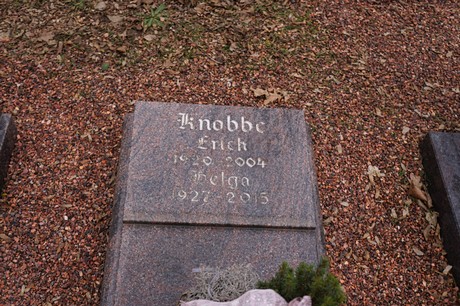 Knobbe
Erich
1920 - 2004
Helga
1927 - 2015